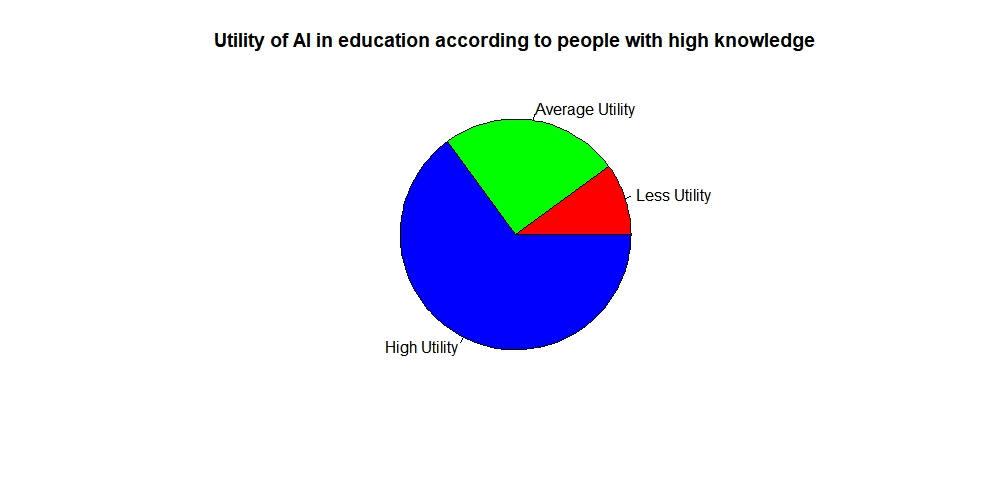 Utility of AI in education according to people with high knowledge
Average Utility
Less Utility
High Utility